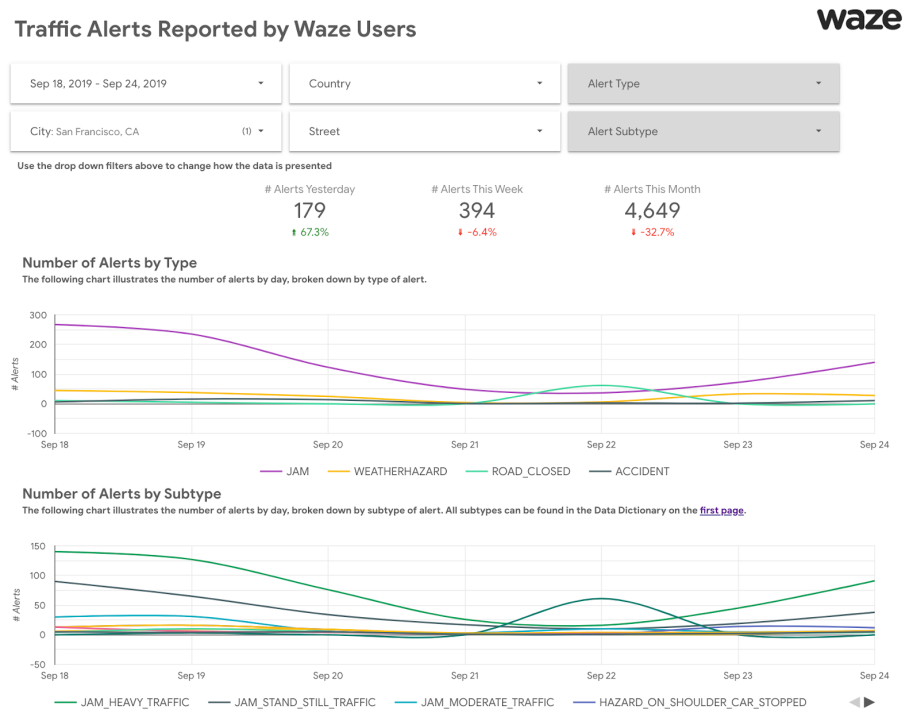 Traffic Alerts Reported by Waze Users
waze
Sep 18, 2019 - Sep 24, 2019
Country
Alert Type
City: San Francisco, CA (1)
Street
Alert Subtype
Use the drop down filters above to change how the data is presented
# Alerts Yesterday
# Alerts This Week
# Alerts This Month
179
394
4,649
67.3%
-6.4%
-32.7%
Number of Alerts by Type
The following chart illustrates the number of alerts by day, broken down by type of alert.
300
200
100
0
-100
# Alerts
Sep 18 Sep 19 Sep 20 Sep 21 Sep 22 Sep 23 Sep 24
JAM WEATHERHAZARD ROAD_CLOSED ACCIDENT
Number of Alerts by Subtype
The following chart illustrates the number of alerts by day, broken down by subtype of alert. All subtypes can be found in the Data Dictionary on the first page.
150
100
50
0
-50
# Alerts
Sep 18 Sep 19 Sep 20 Sep 21 Sep 22 Sep 23 Sep 24
JAM_HEAVY_TRAFFIC JAM_STAND_STILL_TRAFFIC JAM_MODERATE_TRAFFIC HAZARD_ON_SHOULDER_CAR_STOPPED